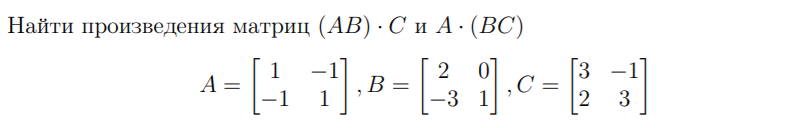 Найти произведения матриц (AB) · C и A · (BC)
A = [1 −1; −1 1], B = [2 0; −3 1], C = [3 −1; 2 3]